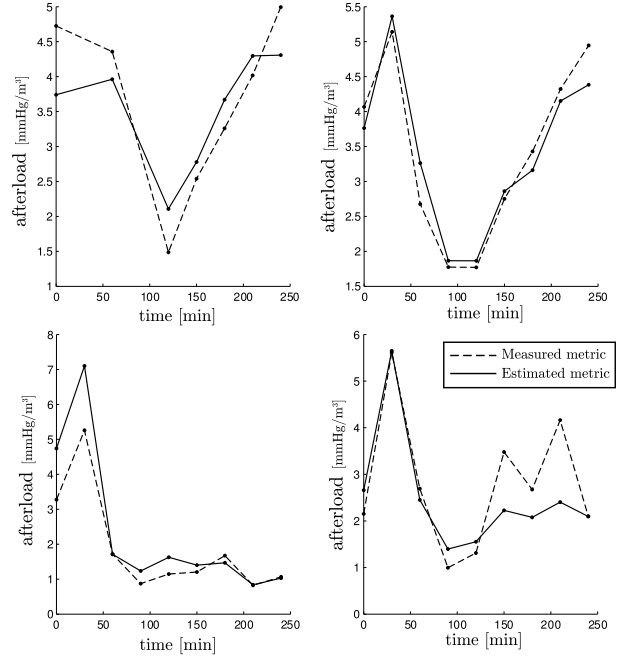 5
4.5
4
3.5
3
2.5
2
1.5
1
0 50 100 150 200 250
afterload [mmHg/m³]
time [min]
5.5
5
4.5
4
3.5
3
2.5
2
1.5
0 50 100 150 200 250
afterload [mmHg/m³]
time [min]
8
7
6
5
4
3
2
1
0
0 50 100 150 200 250
afterload [mmHg/m³]
time [min]
6
5
4
3
2
1
0
0 50 100 150 200 250
afterload [mmHg/m³]
time [min]
Measured metric
Estimated metric